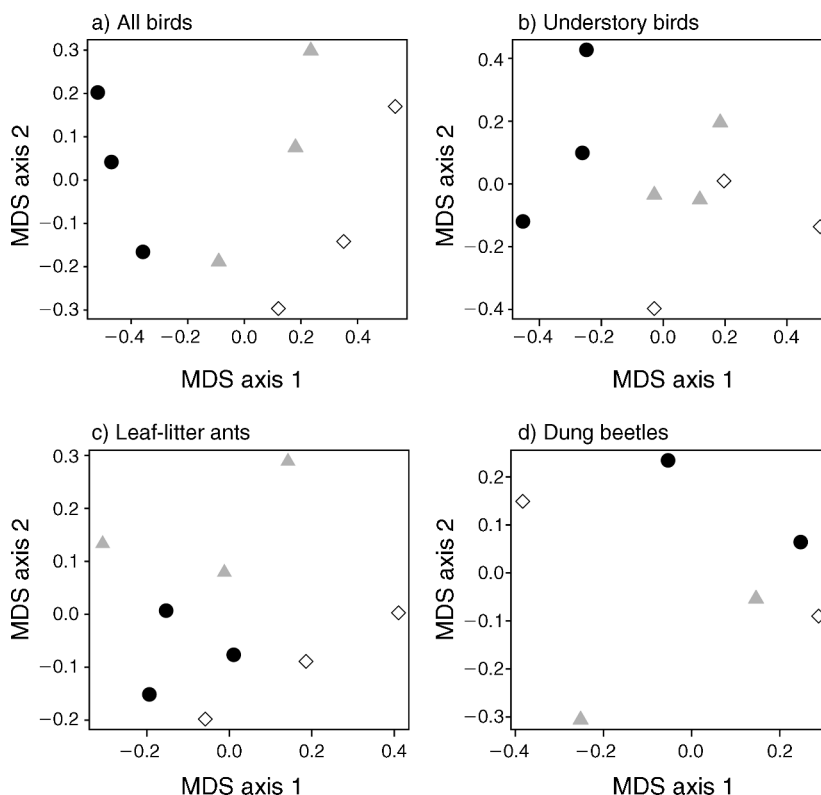 a) All birds
0.3
0.2
0.1
0.0
−0.1
−0.2
−0.3
MDS axis 2
−0.4 −0.2 0.0 0.2 0.4
MDS axis 1
b) Understory birds
0.4
0.2
0.0
−0.2
−0.4
MDS axis 2
−0.4 −0.2 0.0 0.2 0.4
MDS axis 1
c) Leaf-litter ants
0.3
0.2
0.1
0.0
−0.1
−0.2
MDS axis 2
−0.2 0.0 0.2 0.4
MDS axis 1
d) Dung beetles
0.2
0.1
0.0
−0.1
−0.2
−0.3
MDS axis 2
−0.4 −0.2 0.0 0.2
MDS axis 1